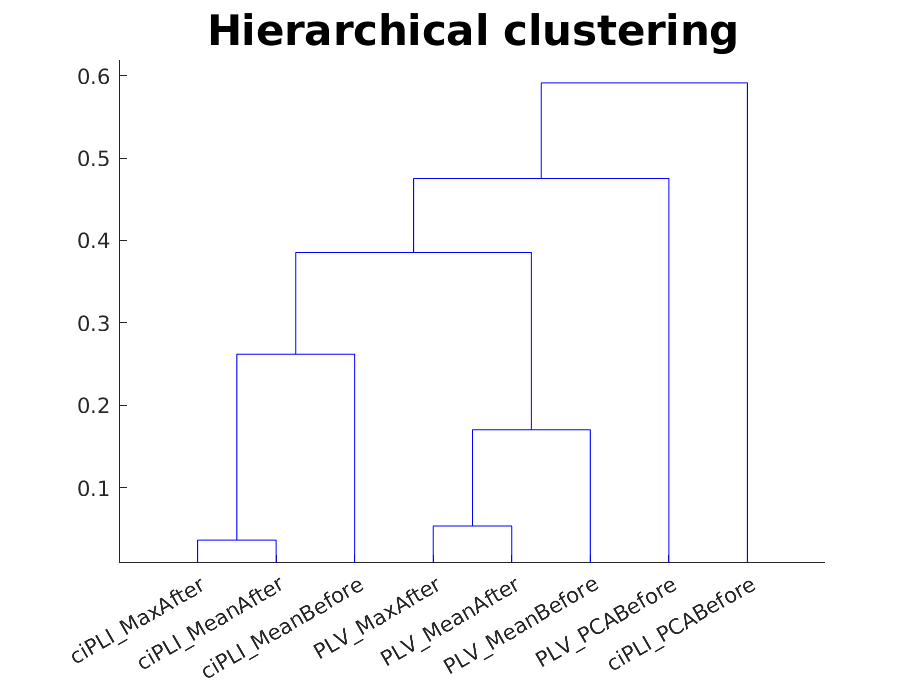 Hierarchical clustering
0.6
0.5
0.4
0.3
0.2
0.1
ciPLI_MaxAfter
ciPLI_MeanAfter
ciPLI_MeanBefore
PLV_MaxAfter
PLV_MeanAfter
PLV_MeanBefore
PLV_PCABefore
ciPLI_PCABefore